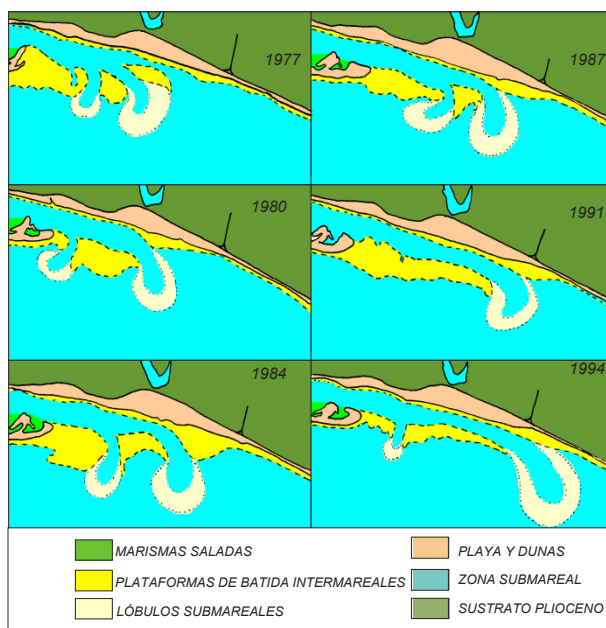 1977
1987
1980
1991
1984
1994
MARISMAS SALADAS
PLATAFORMAS DE BATIDA INTERMAREALES
LÓBULOS SUBMAREALES
PLAYA Y DUNAS
ZONA SUBMAREAL
SUSTRATO PLIOCENO